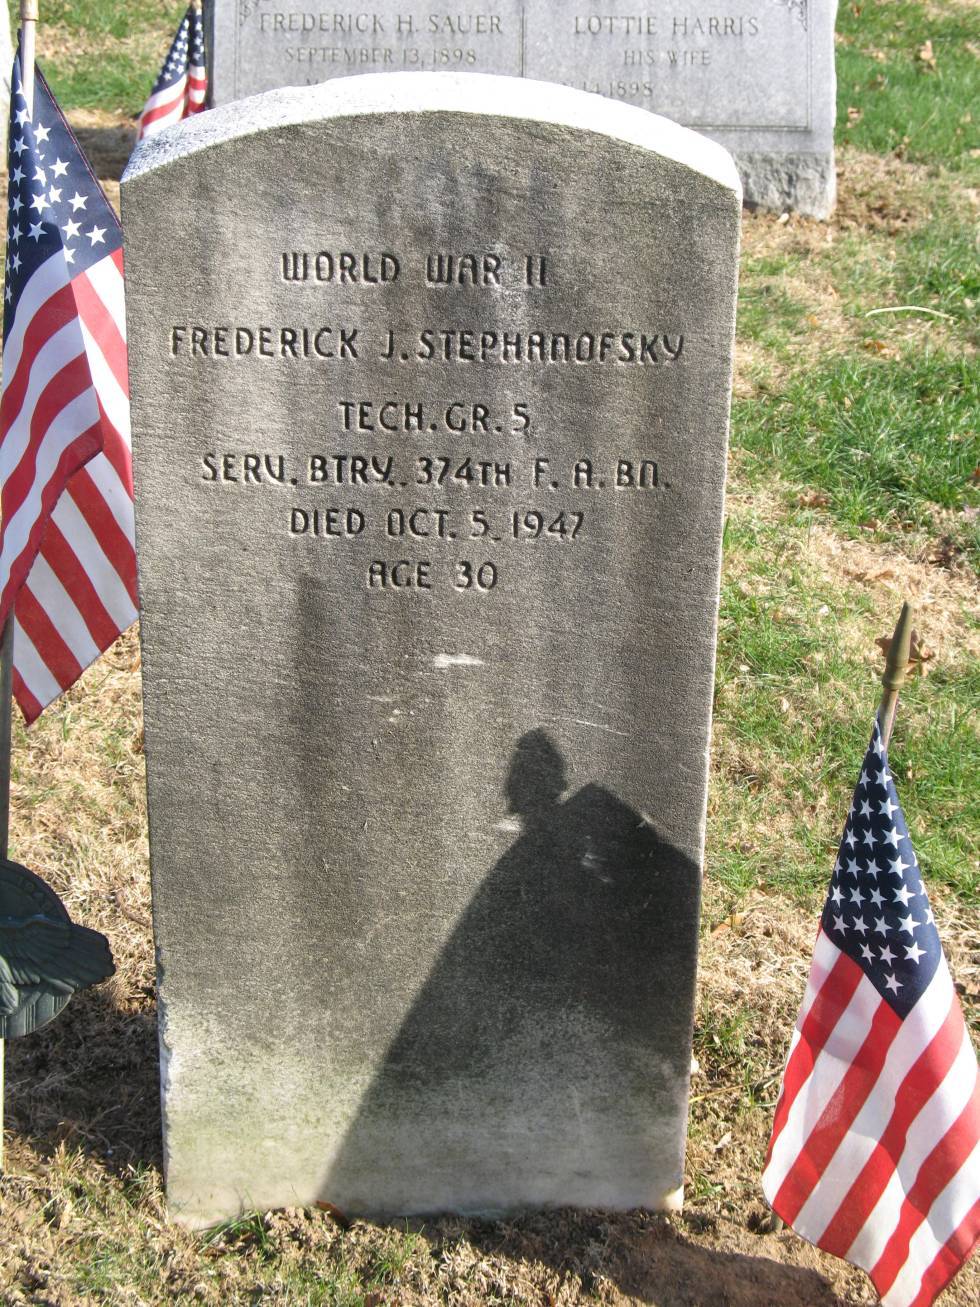 FREDERICK H. SAUER
SEPTEMBER 13, 1898
LOTTIE HARRIS
HIS WIFE
14, 1898
WORLD WAR II
FREDERICK J. STEPHANOFSKY
TECH. GR. 5
SERV. BTRY. 374TH F. A. BN.
DIED OCT. 5, 1947
AGE 30